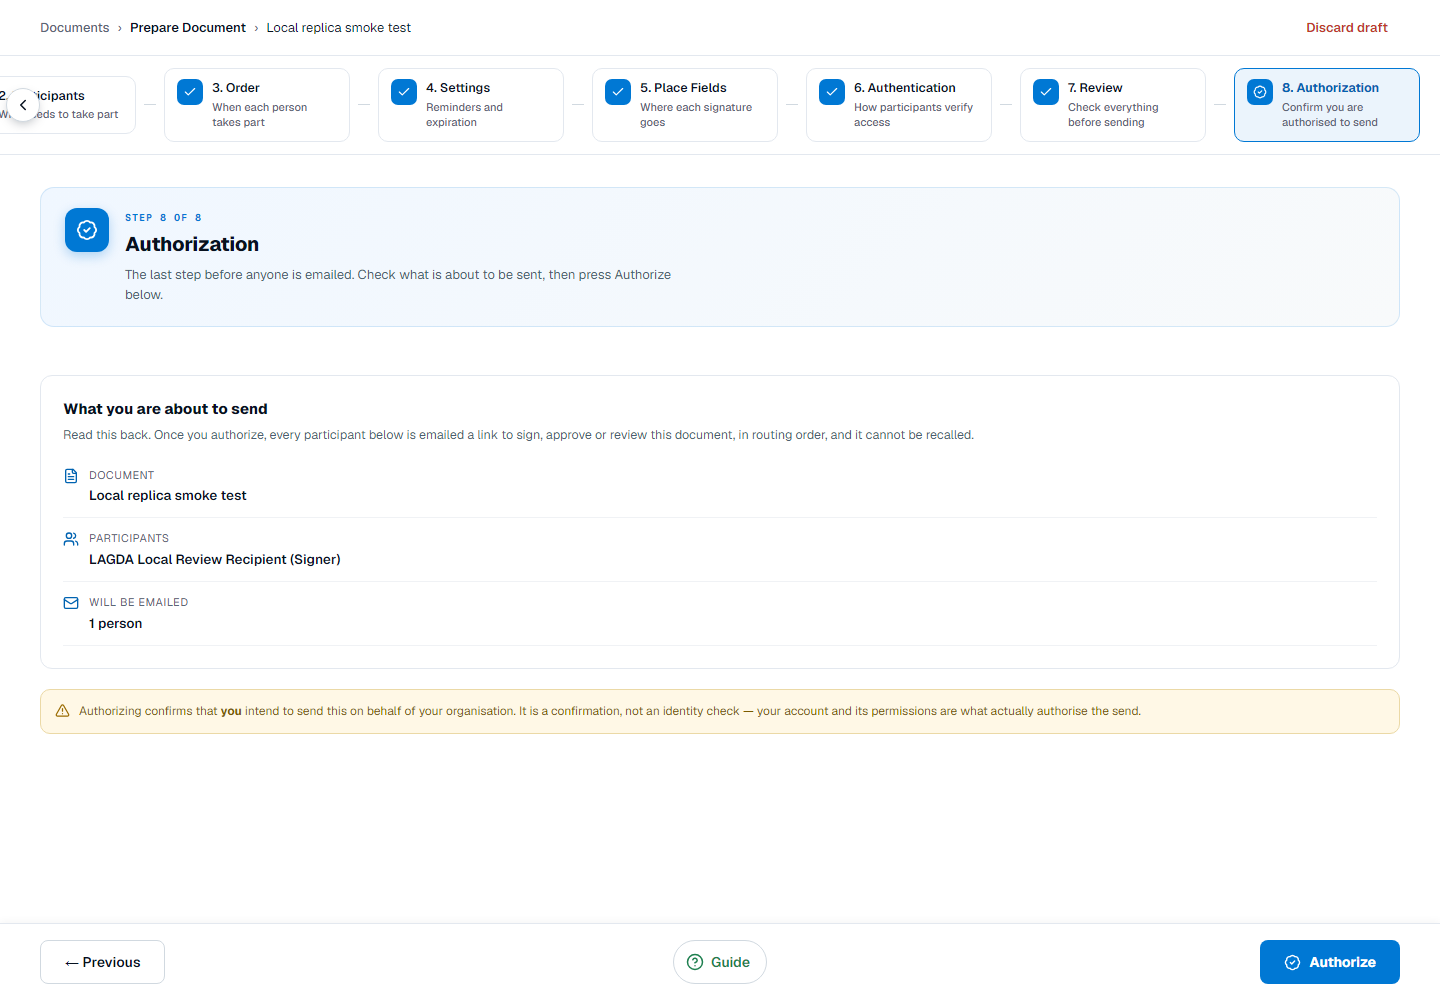 Documents › Prepare Document › Local replica smoke test
Discard draft
2. icipants
eds to take part
3. Order
When each person
takes part
4. Settings
Reminders and
expiration
5. Place Fields
Where each signature
goes
6. Authentication
How participants verify
access
7. Review
Check everything
before sending
8. Authorization
Confirm you are
authorised to send
STEP 8 OF 8
Authorization
The last step before anyone is emailed. Check what is about to be sent, then press Authorize
below.
What you are about to send
Read this back. Once you authorize, every participant below is emailed a link to sign, approve or review this document, in routing order, and it cannot be recalled.
DOCUMENT
Local replica smoke test
PARTICIPANTS
LAGDA Local Review Recipient (Signer)
WILL BE EMAILED
1 person
Authorizing confirms that you intend to send this on behalf of your organisation. It is a confirmation, not an identity check — your account and its permissions are what actually authorise the send.
← Previous
Guide
Authorize